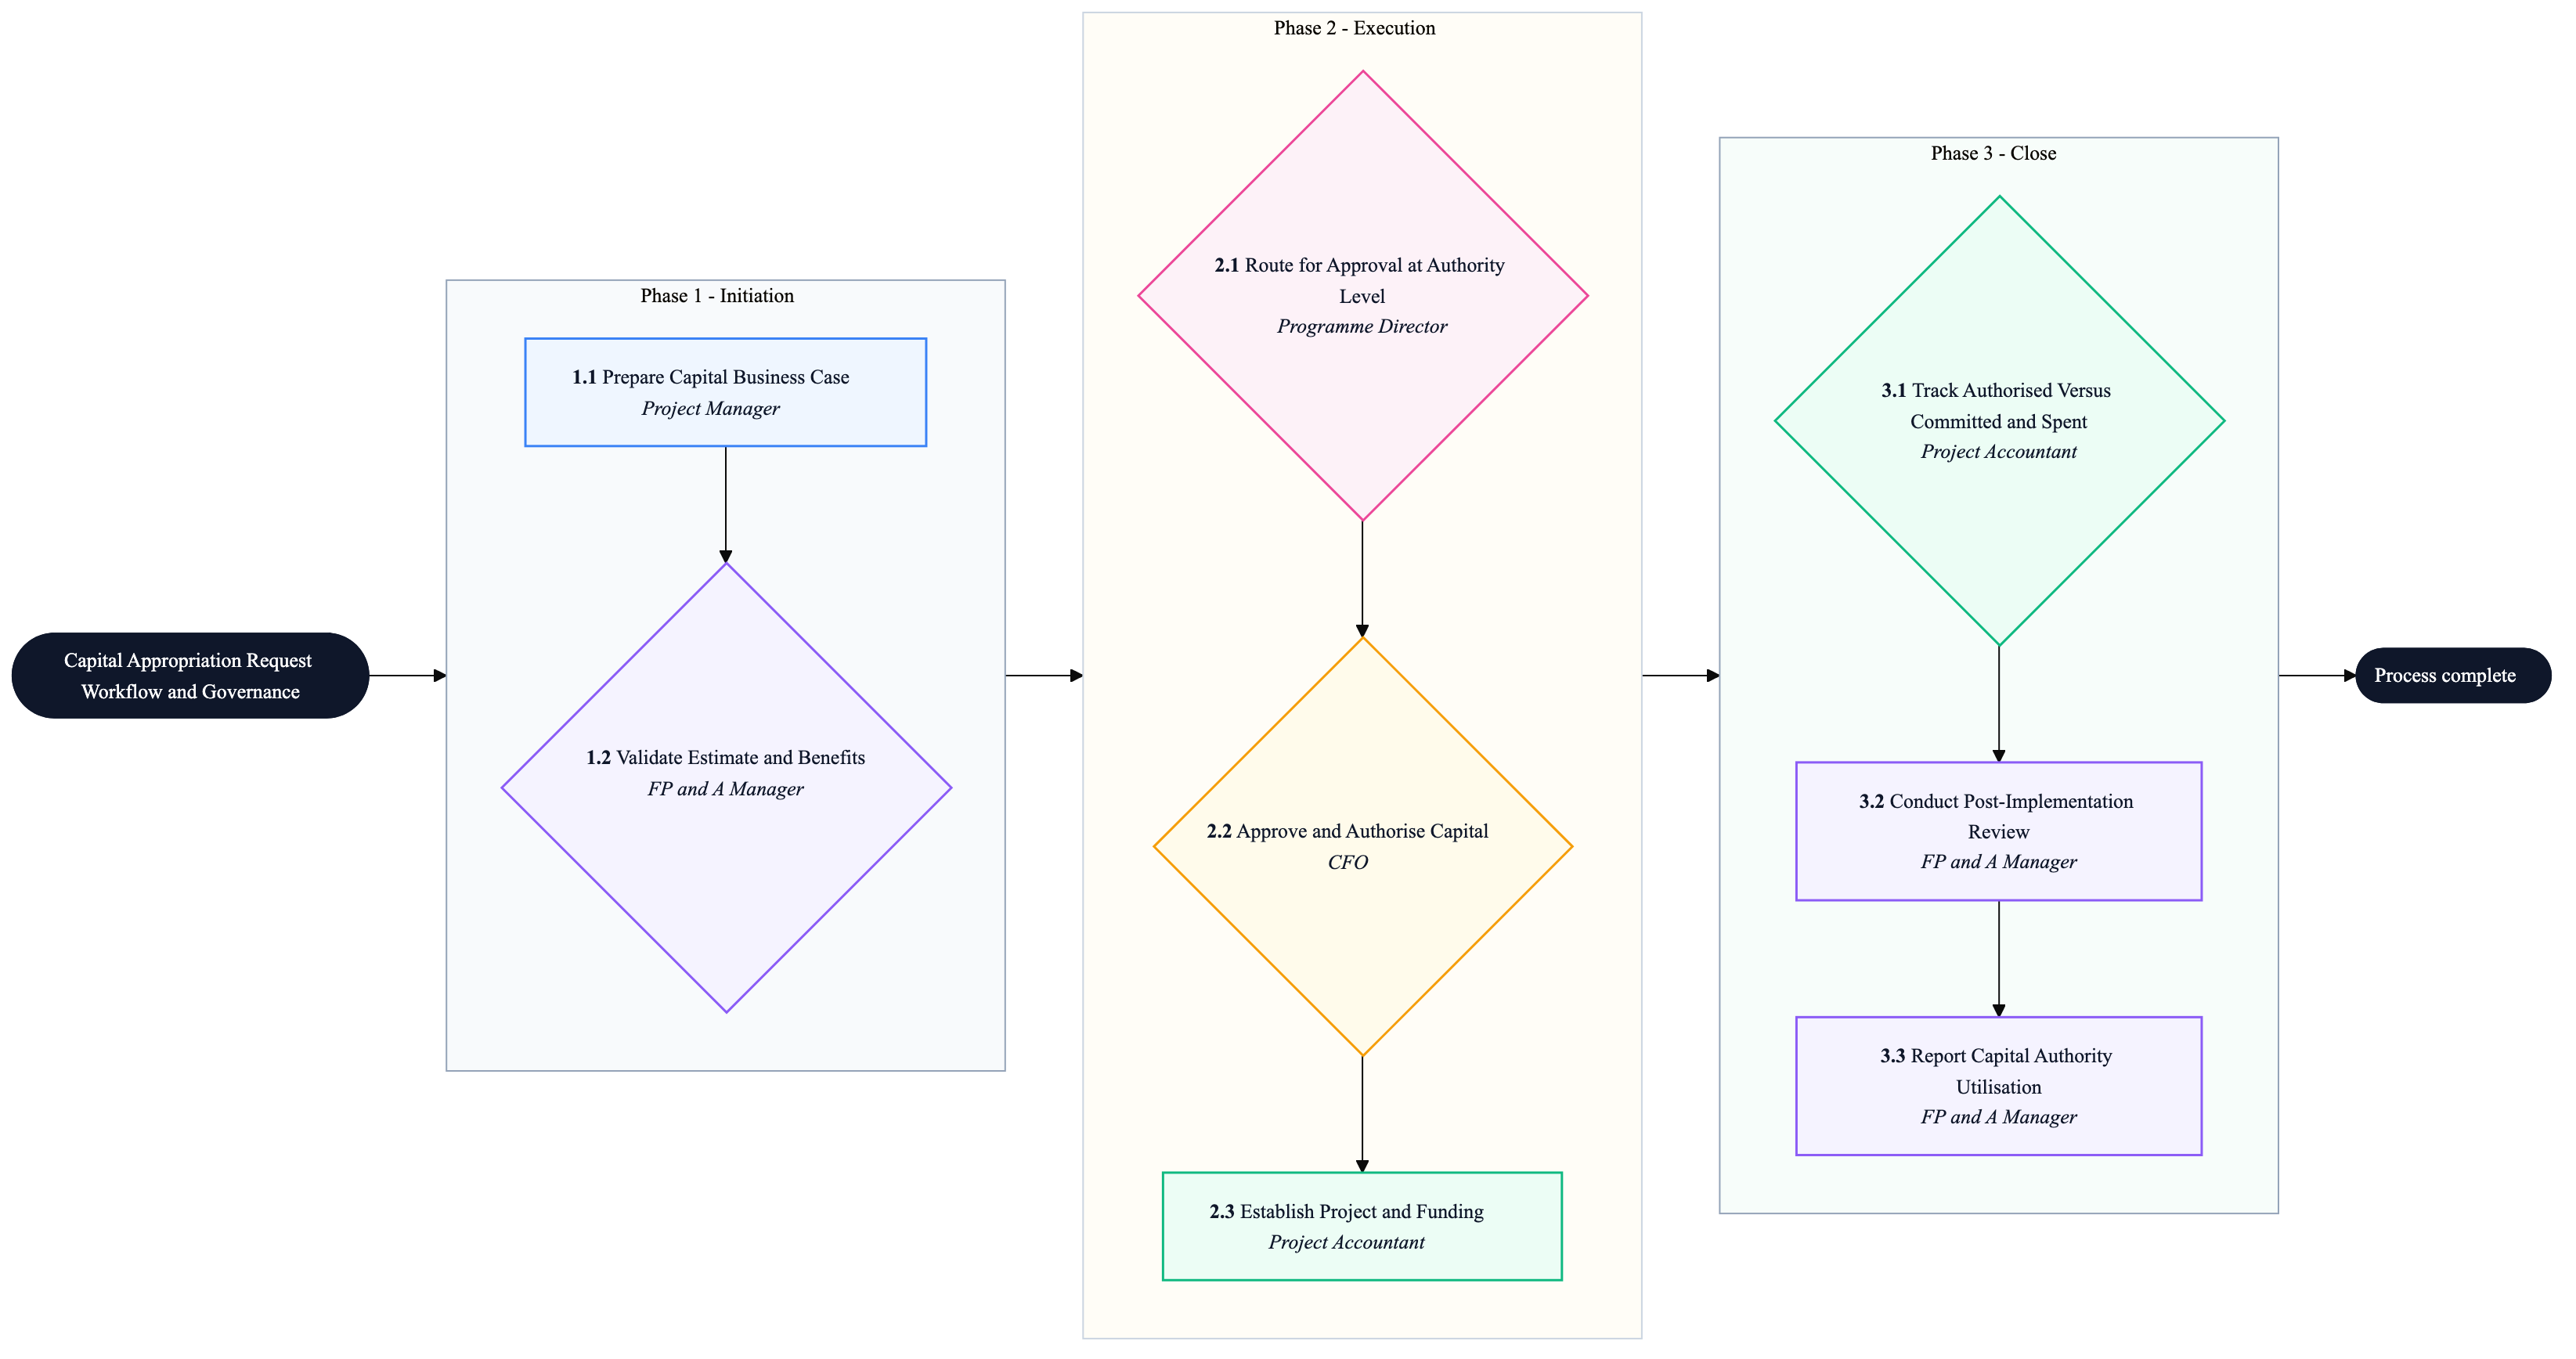 Capital Appropriation Request
Workflow and Governance
Phase 1 - Initiation
1.1 Prepare Capital Business Case
Project Manager
1.2 Validate Estimate and Benefits
FP and A Manager
Phase 2 - Execution
2.1 Route for Approval at Authority
Level
Programme Director
2.2 Approve and Authorise Capital
CFO
2.3 Establish Project and Funding
Project Accountant
Phase 3 - Close
3.1 Track Authorised Versus
Committed and Spent
Project Accountant
3.2 Conduct Post-Implementation
Review
FP and A Manager
3.3 Report Capital Authority
Utilisation
FP and A Manager
Process complete